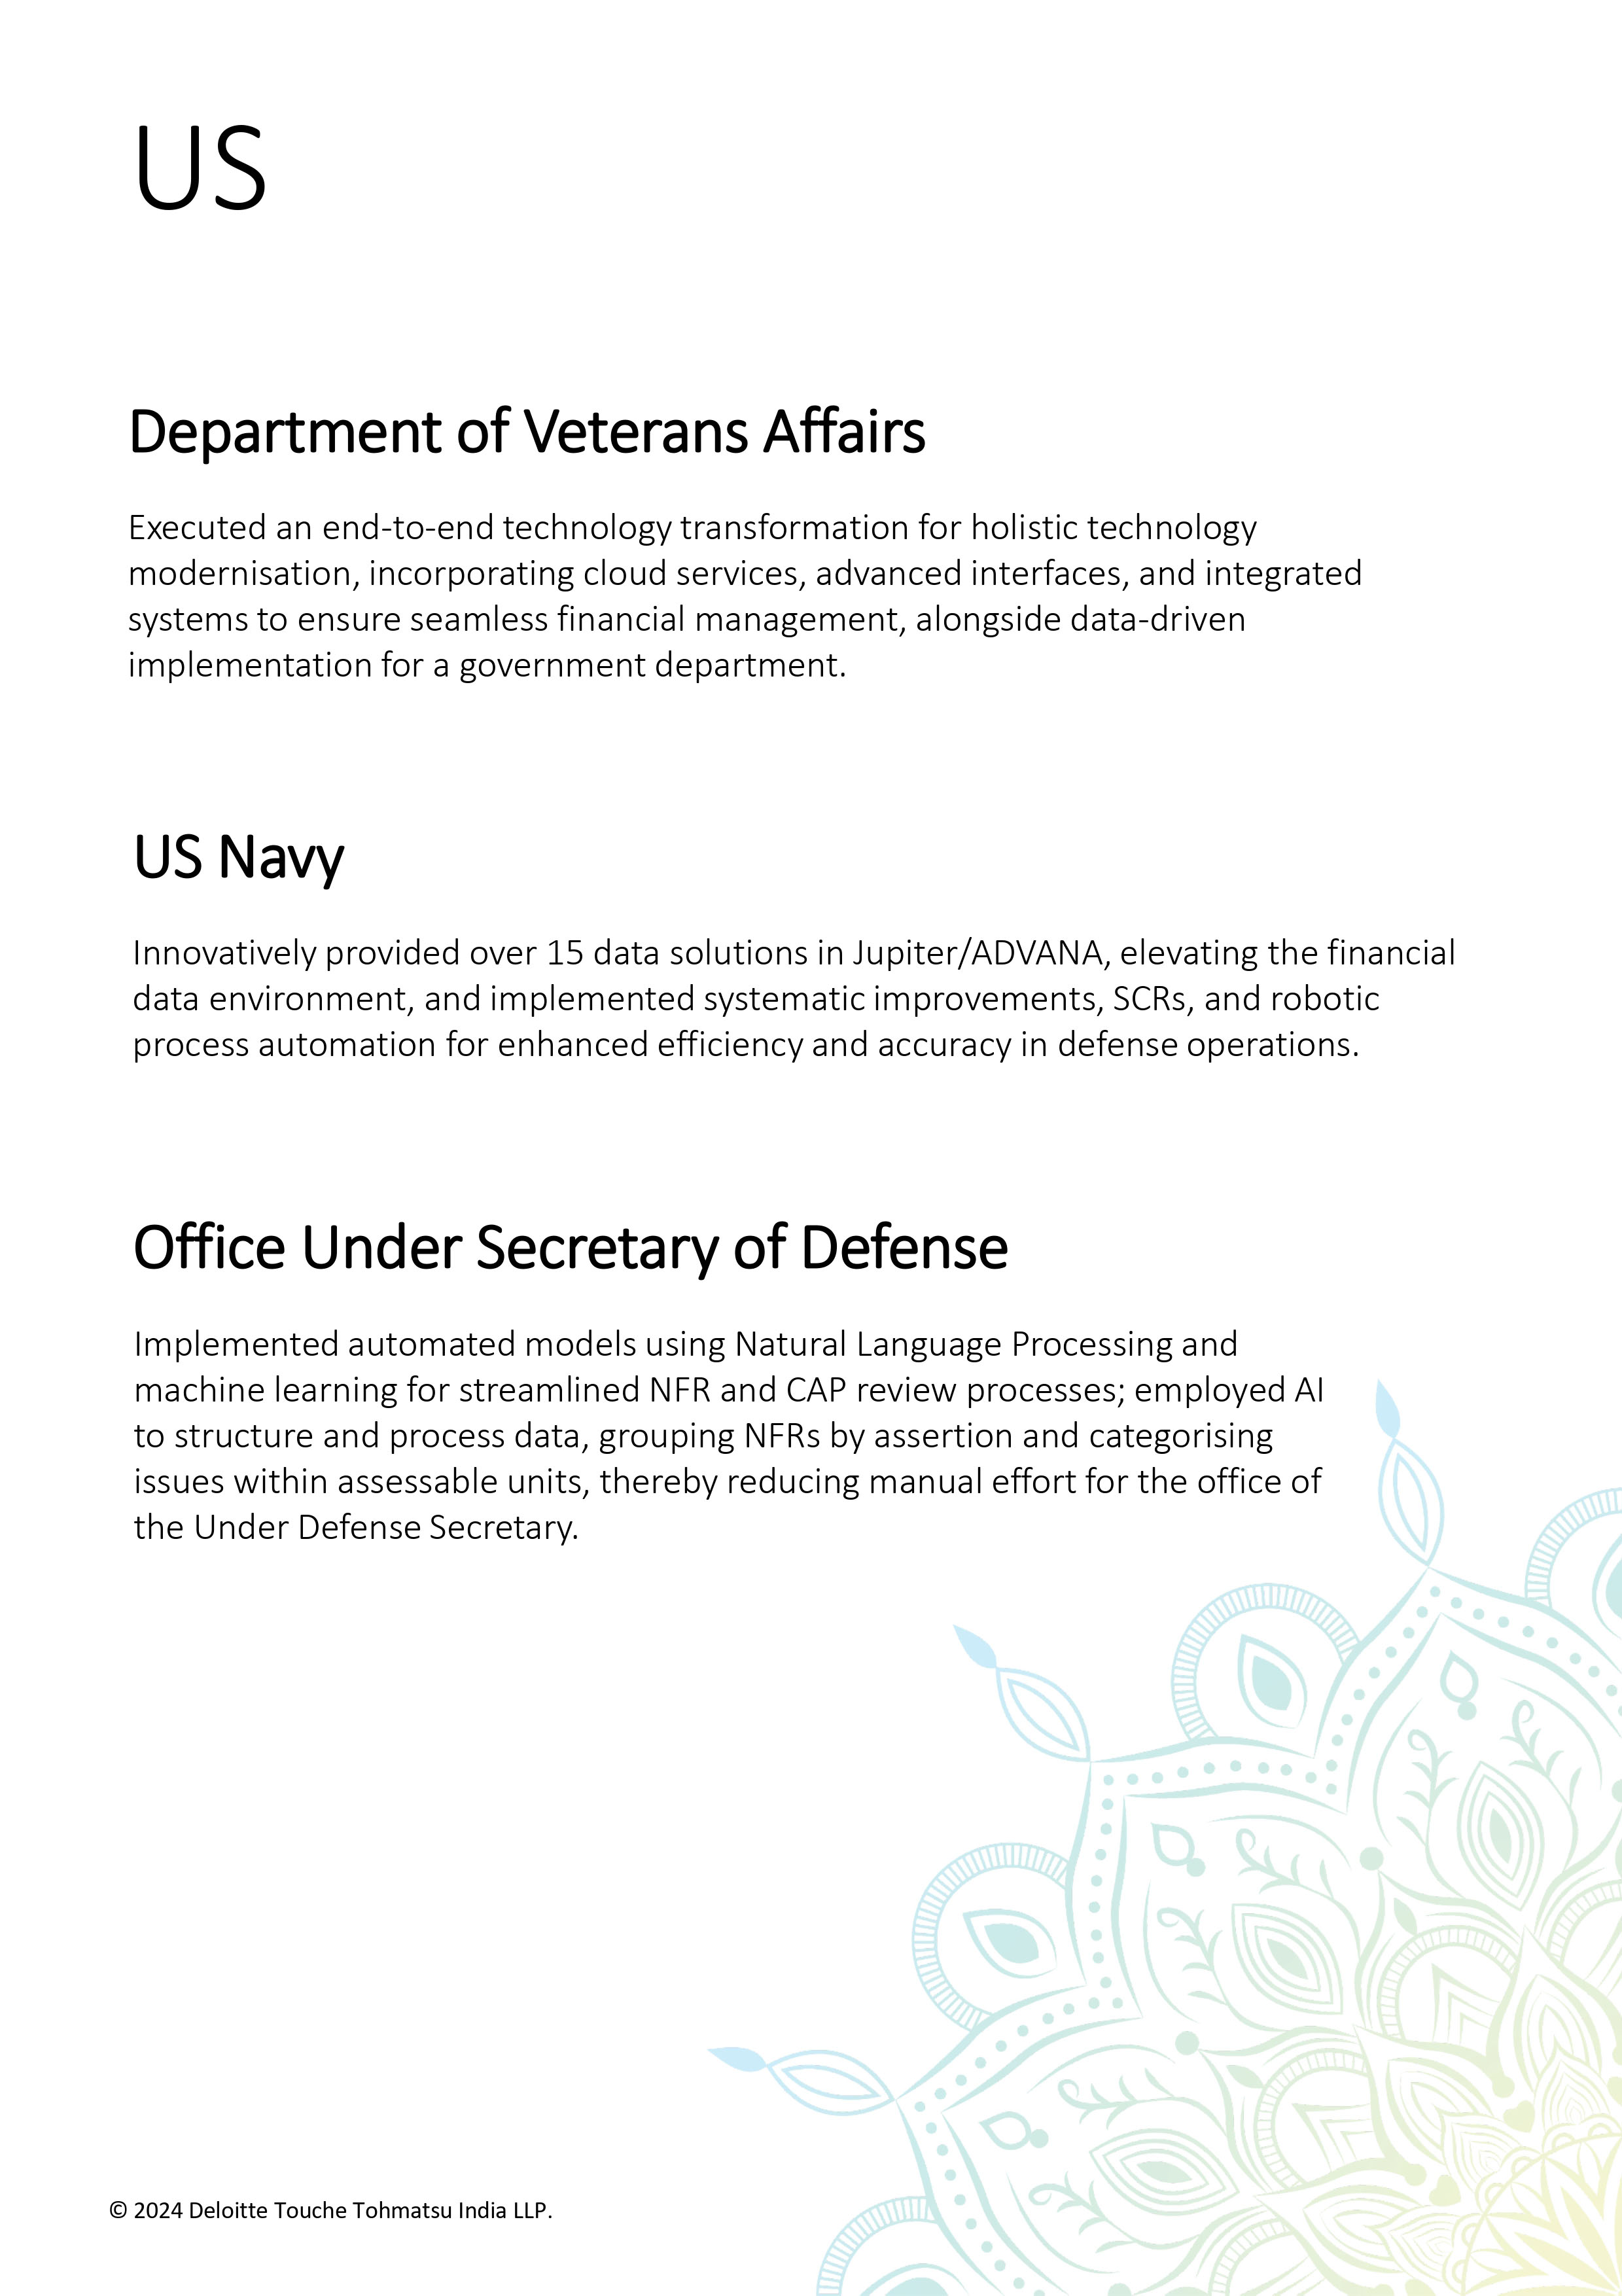 US
Department of Veterans Affairs
Executed an end-to-end technology transformation for holistic technology
modernisation, incorporating cloud services, advanced interfaces, and integrated
systems to ensure seamless financial management, alongside data-driven
implementation for a government department.
US Navy
Innovatively provided over 15 data solutions in Jupiter/ADVANA, elevating the financial
data environment, and implemented systematic improvements, SCRs, and robotic
process automation for enhanced efficiency and accuracy in defense operations.
Office Under Secretary of Defense
Implemented automated models using Natural Language Processing and
machine learning for streamlined NFR and CAP review processes; employed AI
to structure and process data, grouping NFRs by assertion and categorising
issues within assessable units, thereby reducing manual effort for the office of
the Under Defense Secretary.
© 2024 Deloitte Touche Tohmatsu India LLP.